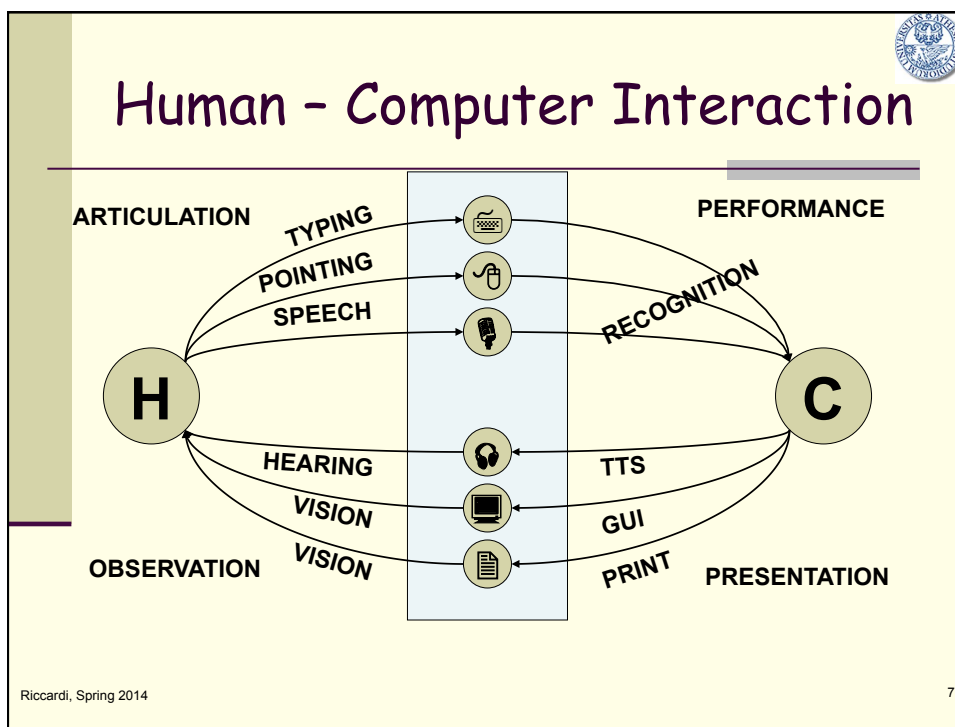 Human – Computer Interaction
ARTICULATION
PERFORMANCE
TYPING
POINTING
SPEECH
RECOGNITION
H
C
HEARING
TTS
VISION
GUI
VISION
PRINT
OBSERVATION
PRESENTATION
Riccardi, Spring 2014
7